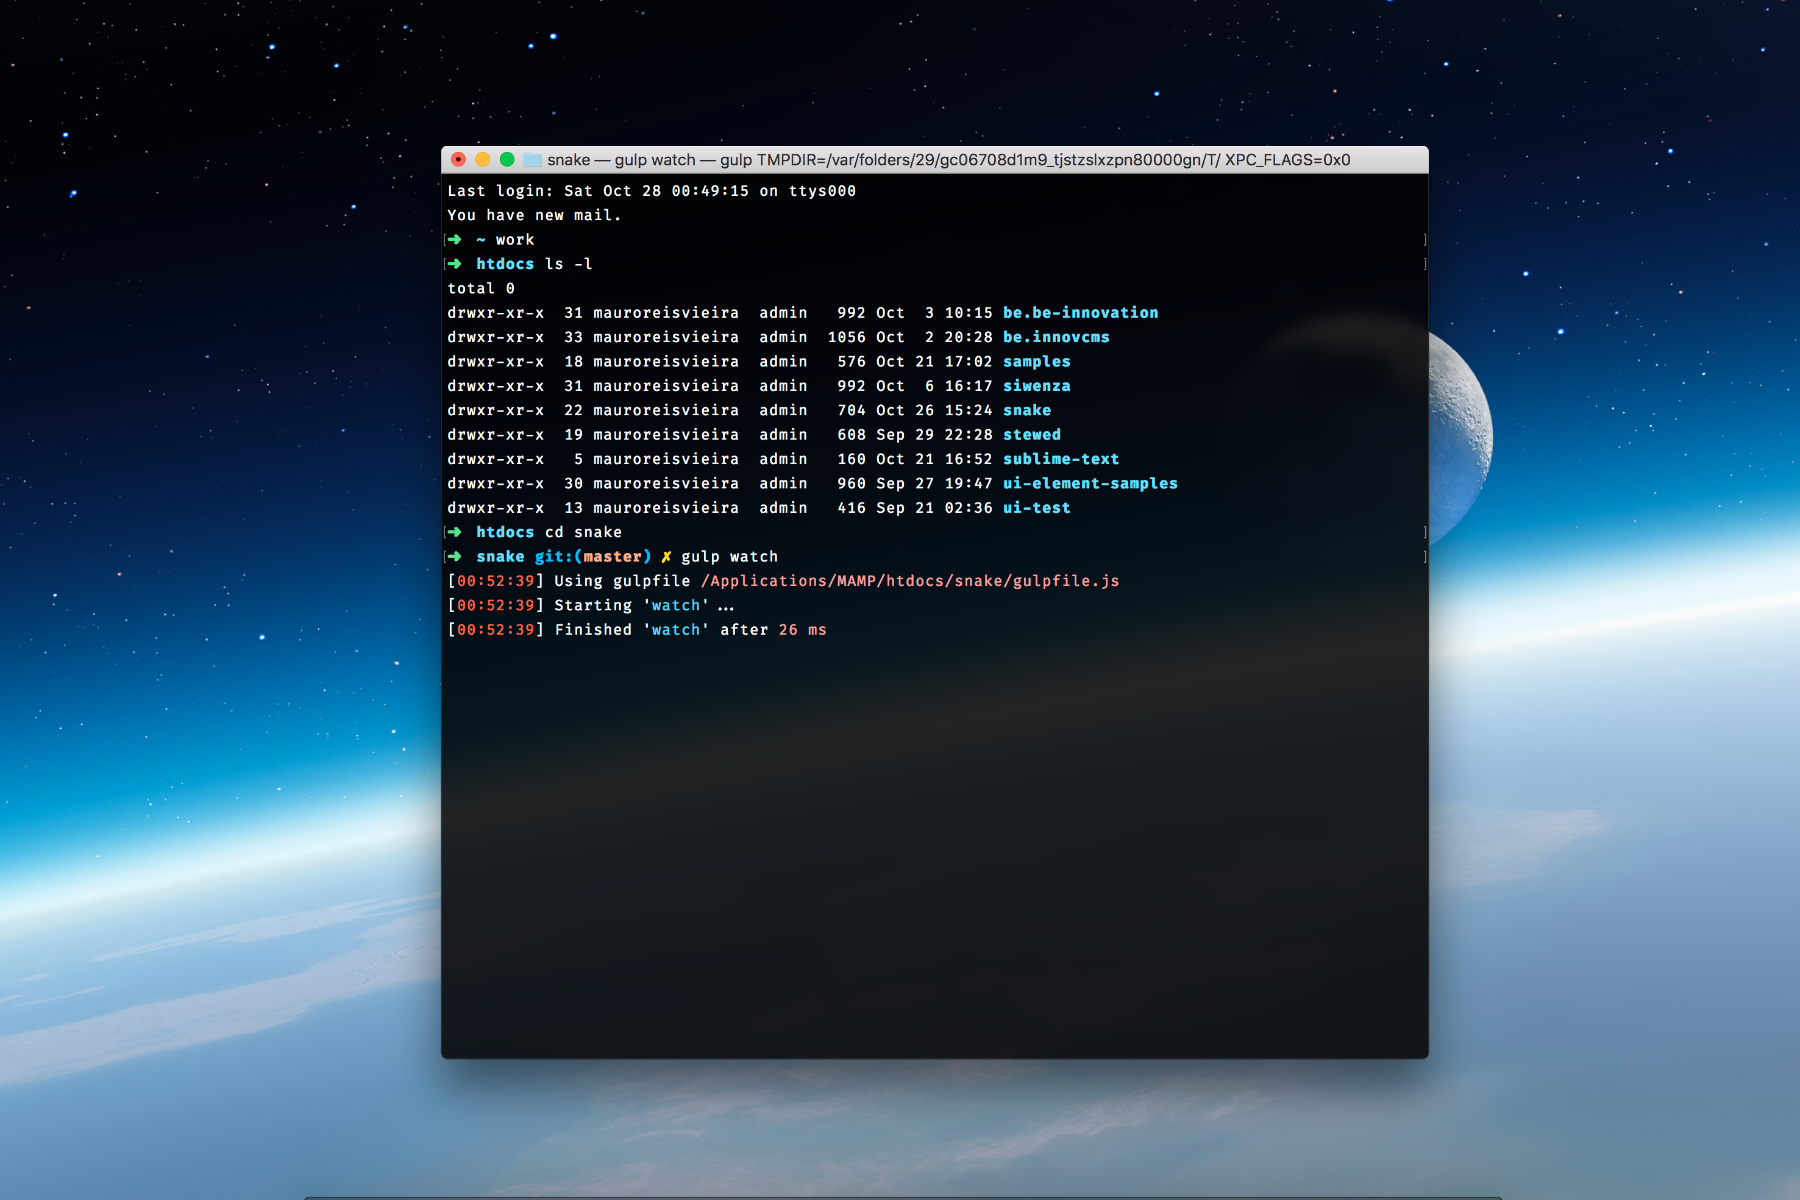 snake — gulp watch — gulp TMPDIR=/var/folders/29/gc06708d1m9_tjstzslxzpn80000gn/T/ XPC_FLAGS=0x0
Last login: Sat Oct 28 00:49:15 on ttys000
You have new mail.
[➜  ~ work ]
[➜  htdocs ls -l ]
total 0
drwxr-xr-x  31 mauroreisvieira  admin   992 Oct  3 10:15 be.be-innovation
drwxr-xr-x  33 mauroreisvieira  admin  1056 Oct  2 20:28 be.innovcms
drwxr-xr-x  18 mauroreisvieira  admin   576 Oct 21 17:02 samples
drwxr-xr-x  31 mauroreisvieira  admin   992 Oct  6 16:17 siwenza
drwxr-xr-x  22 mauroreisvieira  admin   704 Oct 26 15:24 snake
drwxr-xr-x  19 mauroreisvieira  admin   608 Sep 29 22:28 stewed
drwxr-xr-x   5 mauroreisvieira  admin   160 Oct 21 16:52 sublime-text
drwxr-xr-x  30 mauroreisvieira  admin   960 Sep 27 19:47 ui-element-samples
drwxr-xr-x  13 mauroreisvieira  admin   416 Sep 21 02:36 ui-test
[➜  htdocs cd snake ]
[➜  snake git:(master) ✗ gulp watch ]
[00:52:39] Using gulpfile /Applications/MAMP/htdocs/snake/gulpfile.js
[00:52:39] Starting 'watch'...
[00:52:39] Finished 'watch' after 26 ms